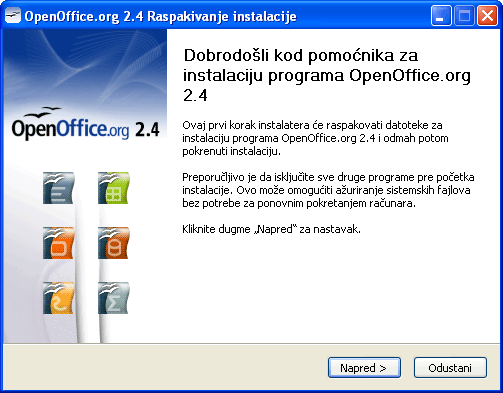 OpenOffice.org 2.4 Raspakivanje instalacije
Dobrodošli kod pomoćnika za
instalaciju programa OpenOffice.org
2.4
OpenOffice.org 2.4
Ovaj prvi korak instalatera će raspakovati datoteke za
instalaciju programa OpenOffice.org 2.4 i odmah potom
pokrenuti instalaciju.
Preporučljivo je da isključite sve druge programe pre početka
instalacije. Ovo može omogućiti ažuriranje sistemskih fajlova
bez potrebe za ponovnim pokretanjem računara.
Kliknite dugme „Napred“ za nastavak.
Napred >
Odustani